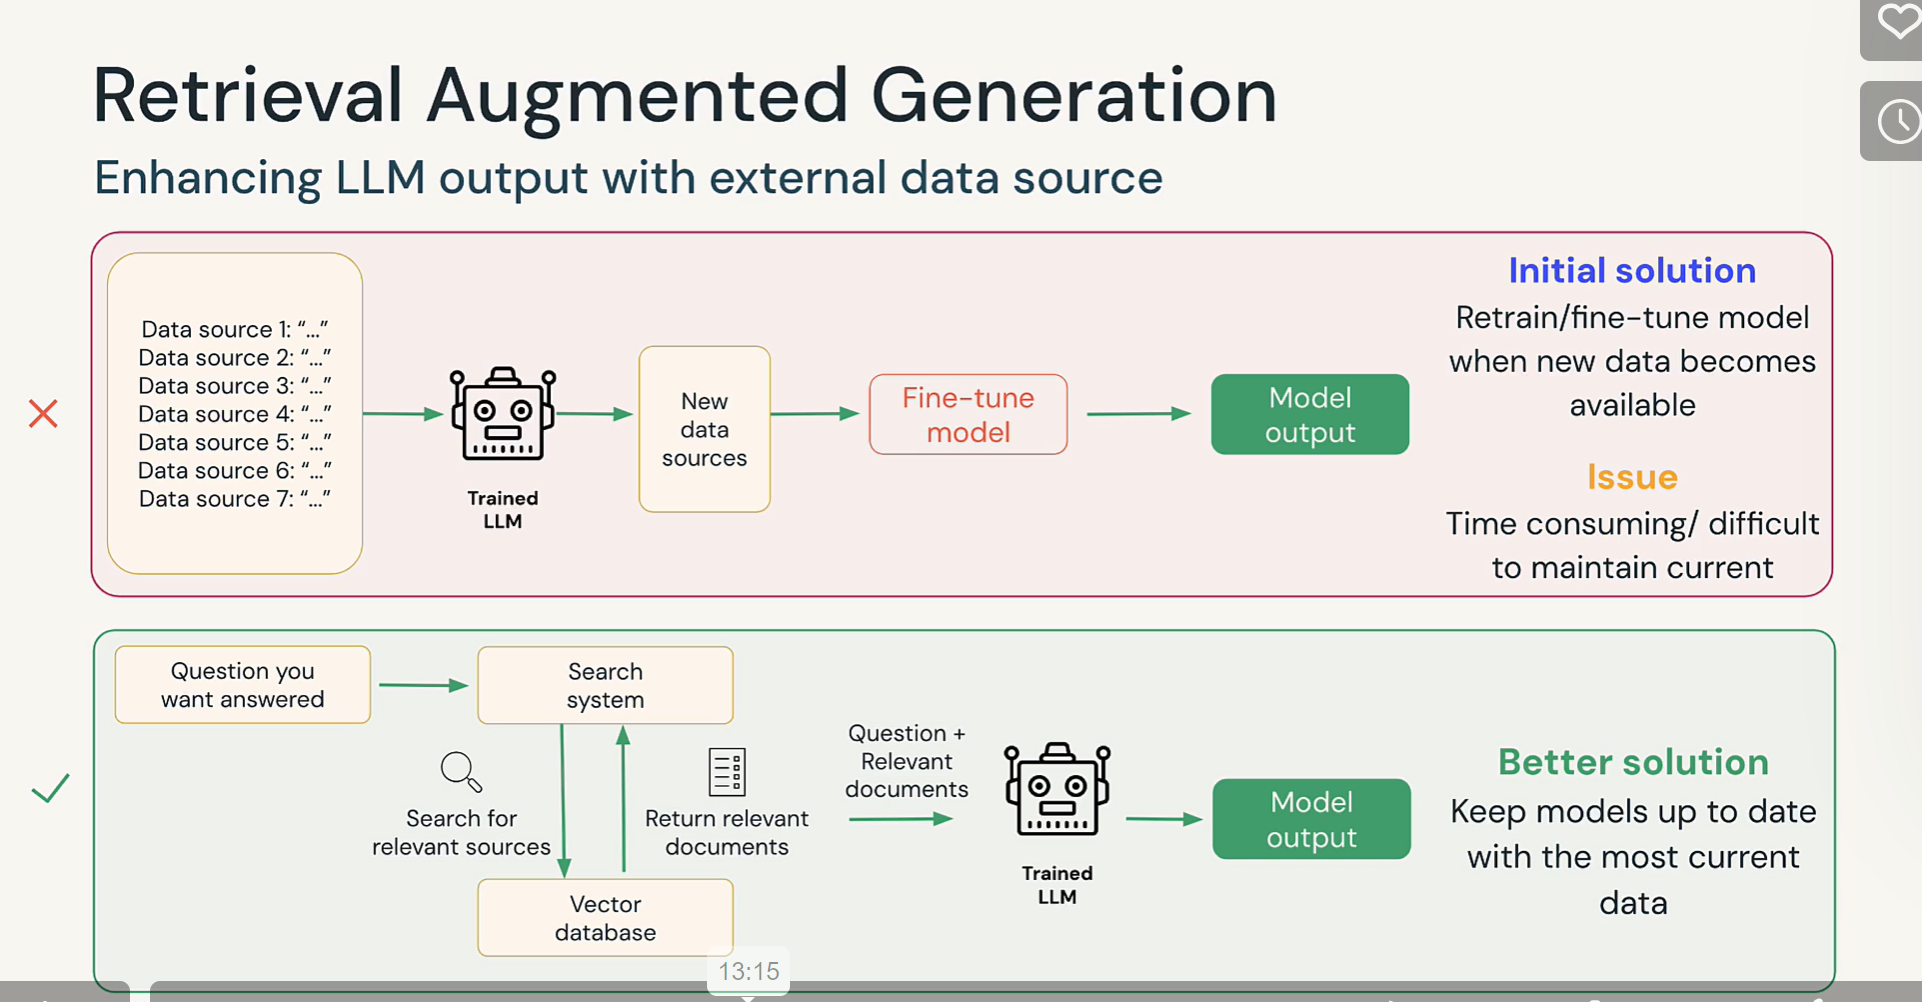 Retrieval Augmented Generation
Enhancing LLM output with external data source
Data source 1: “...”
Data source 2: “...”
Data source 3: “...”
Data source 4: “...”
Data source 5: “...”
Data source 6: “...”
Data source 7: “...”
Trained
LLM
New
data
sources
Fine-tune
model
Model
output
Initial solution
Retrain/fine-tune model
when new data becomes
available
Issue
Time consuming/ difficult
to maintain current
Question you
want answered
Search
system
Search for
relevant sources
Return relevant
documents
Vector
database
Question +
Relevant
documents
Trained
LLM
Model
output
Better solution
Keep models up to date
with the most current
data
13:15